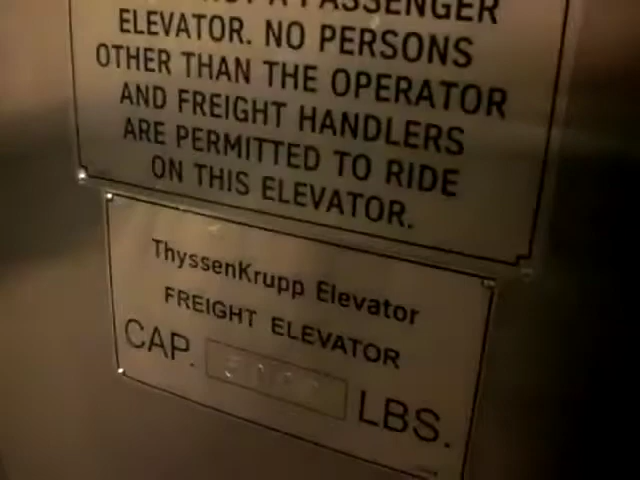 A PASSENGER
ELEVATOR. NO PERSONS
OTHER THAN THE OPERATOR
AND FREIGHT HANDLERS
ARE PERMITTED TO RIDE
ON THIS ELEVATOR.
ThyssenKrupp Elevator
FREIGHT ELEVATOR
CAP. LBS.